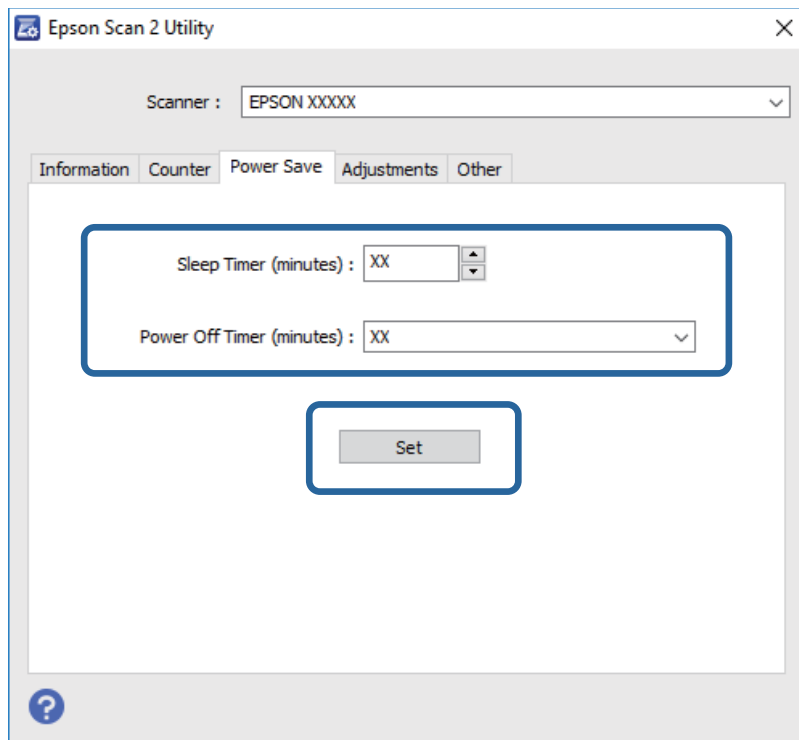 Epson Scan 2 Utility
Scanner : EPSON XXXXX
Information Counter Power Save Adjustments Other
Sleep Timer (minutes) : XX
Power Off Timer (minutes) : XX
Set
?